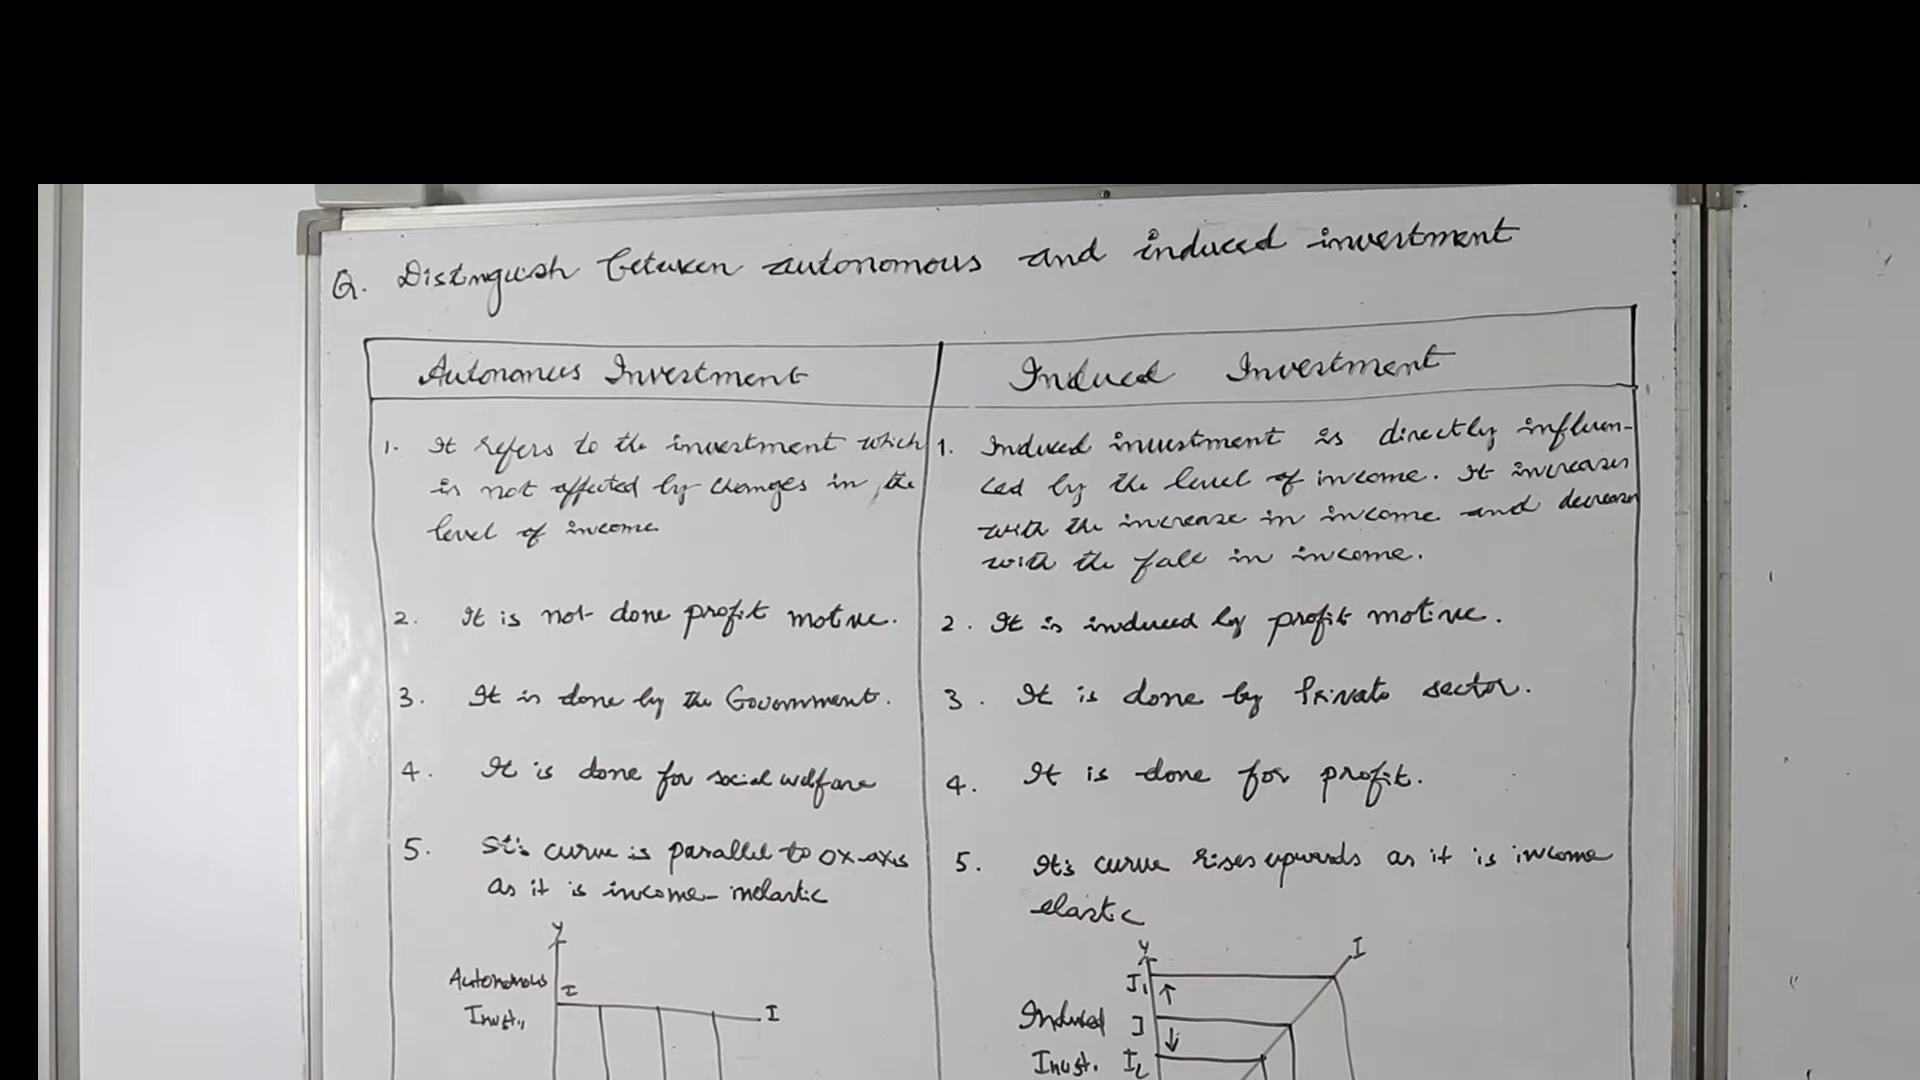 Q. Distinguish between autonomous and induced investment
Autonomous Investment
Induced Investment
1. It refers to the investment which
is not affected by changes in the
level of income
2. It is not done profit motive.
3. It is done by the Government.
4. It is done for social welfare
5. It's curve is parallel to OX-axis
as it is income-inelastic
Y
Autonomous
Invst.,
I
I
1. Induced investment is directly influen-
ced by the level of income. It increases
with the increase in income and decreases
with the fall in income.
2. It is induced by profit motive.
3. It is done by Private sector.
4. It is done for profit.
5. It's curve rises upwards as it is income
elastic
Y
I
I1
Induced
I
Invst.
I2